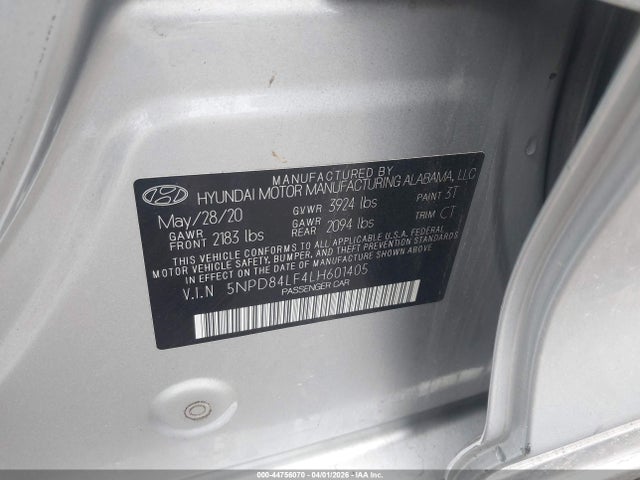 MANUFACTURED BY
HYUNDAI MOTOR MANUFACTURING ALABAMA, LLC
May/28/20 GVWR 3924 lbs PAINT 3T
GAWR FRONT 2183 lbs GAWR REAR 2094 lbs TRIM CT
THIS VEHICLE CONFORMS TO ALL APPLICABLE U.S.A. FEDERAL
MOTOR VEHICLE SAFETY, BUMPER, AND THEFT PREVENTION STANDARDS
IN EFFECT ON THE DATE OF MANUFACTURE SHOWN ABOVE.
V.I.N 5NPD84LF4LH601405
PASSENGER CAR
000-44756070 - 04/01/2026 - IAA Inc.